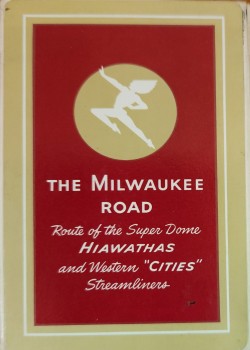 THE MILWAUKEE
ROAD
Route of the Super Dome
HIAWATHAS
and Western "CITIES"
Streamliners